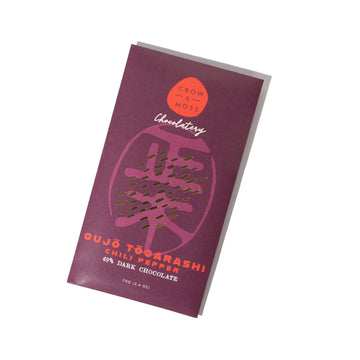 CROW
&
MOSS
Chocolatery
GUJŌ TŌGARASHI
CHILI PEPPER
69% DARK CHOCOLATE
70G (2.4 OZ)